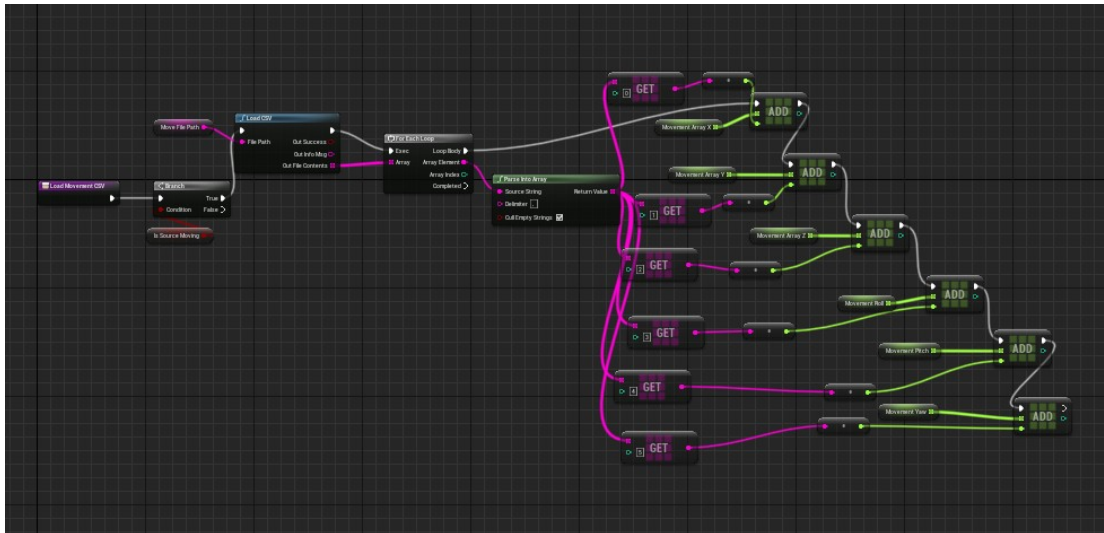 Load Movement CSV
Branch
True
Condition
False
Is Source Moving
Move File Path
Load CSV
File Path
Out Success
Out Info Msg
Out File Contents
For Each Loop
Exec
Loop Body
Array
Array Element
Array Index
Completed
Parse Into Array
Source String
Return Value
Delimiter
Cull Empty Strings
0
GET
1
GET
2
GET
3
GET
4
GET
5
GET
Movement Array X
ADD
Movement Array Y
ADD
Movement Array Z
ADD
Movement Roll
ADD
Movement Pitch
ADD
Movement Yaw
ADD